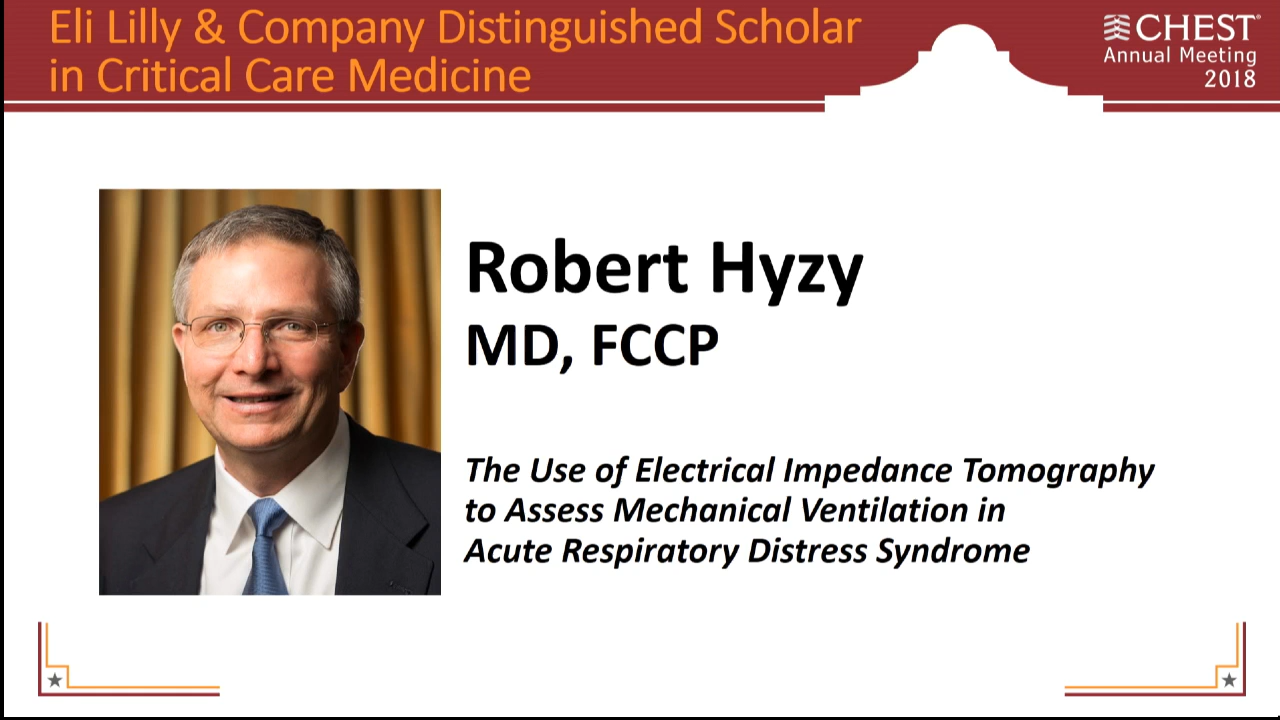 Eli Lilly & Company Distinguished Scholar
in Critical Care Medicine
CHEST
Annual Meeting
2018
Robert Hyzy
MD, FCCP
The Use of Electrical Impedance Tomography
to Assess Mechanical Ventilation in
Acute Respiratory Distress Syndrome